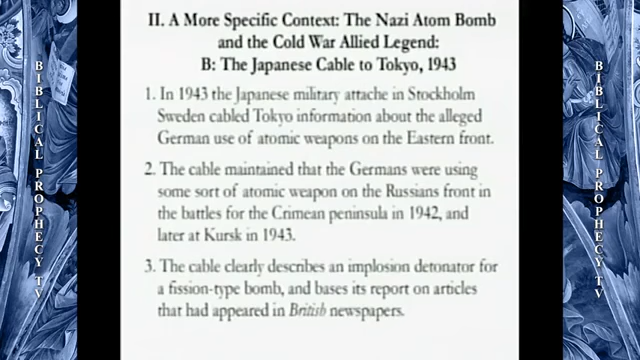 II. A More Specific Context: The Nazi Atom Bomb
and the Cold War Allied Legend:
B: The Japanese Cable to Tokyo, 1943
1. In 1943 the Japanese military attache in Stockholm
Sweden cabled Tokyo information about the alleged
German use of atomic weapons on the Eastern front.
2. The cable maintained that the Germans were using
some sort of atomic weapon on the Russians front in
the battles for the Crimean peninsula in 1942, and
later at Kursk in 1943.
3. The cable clearly describes an implosion detonator for
a fission-type bomb, and bases its report on articles
that had appeared in British newspapers.
BIBLICAL PROPHECY TV
BIBLICAL PROPHECY TV